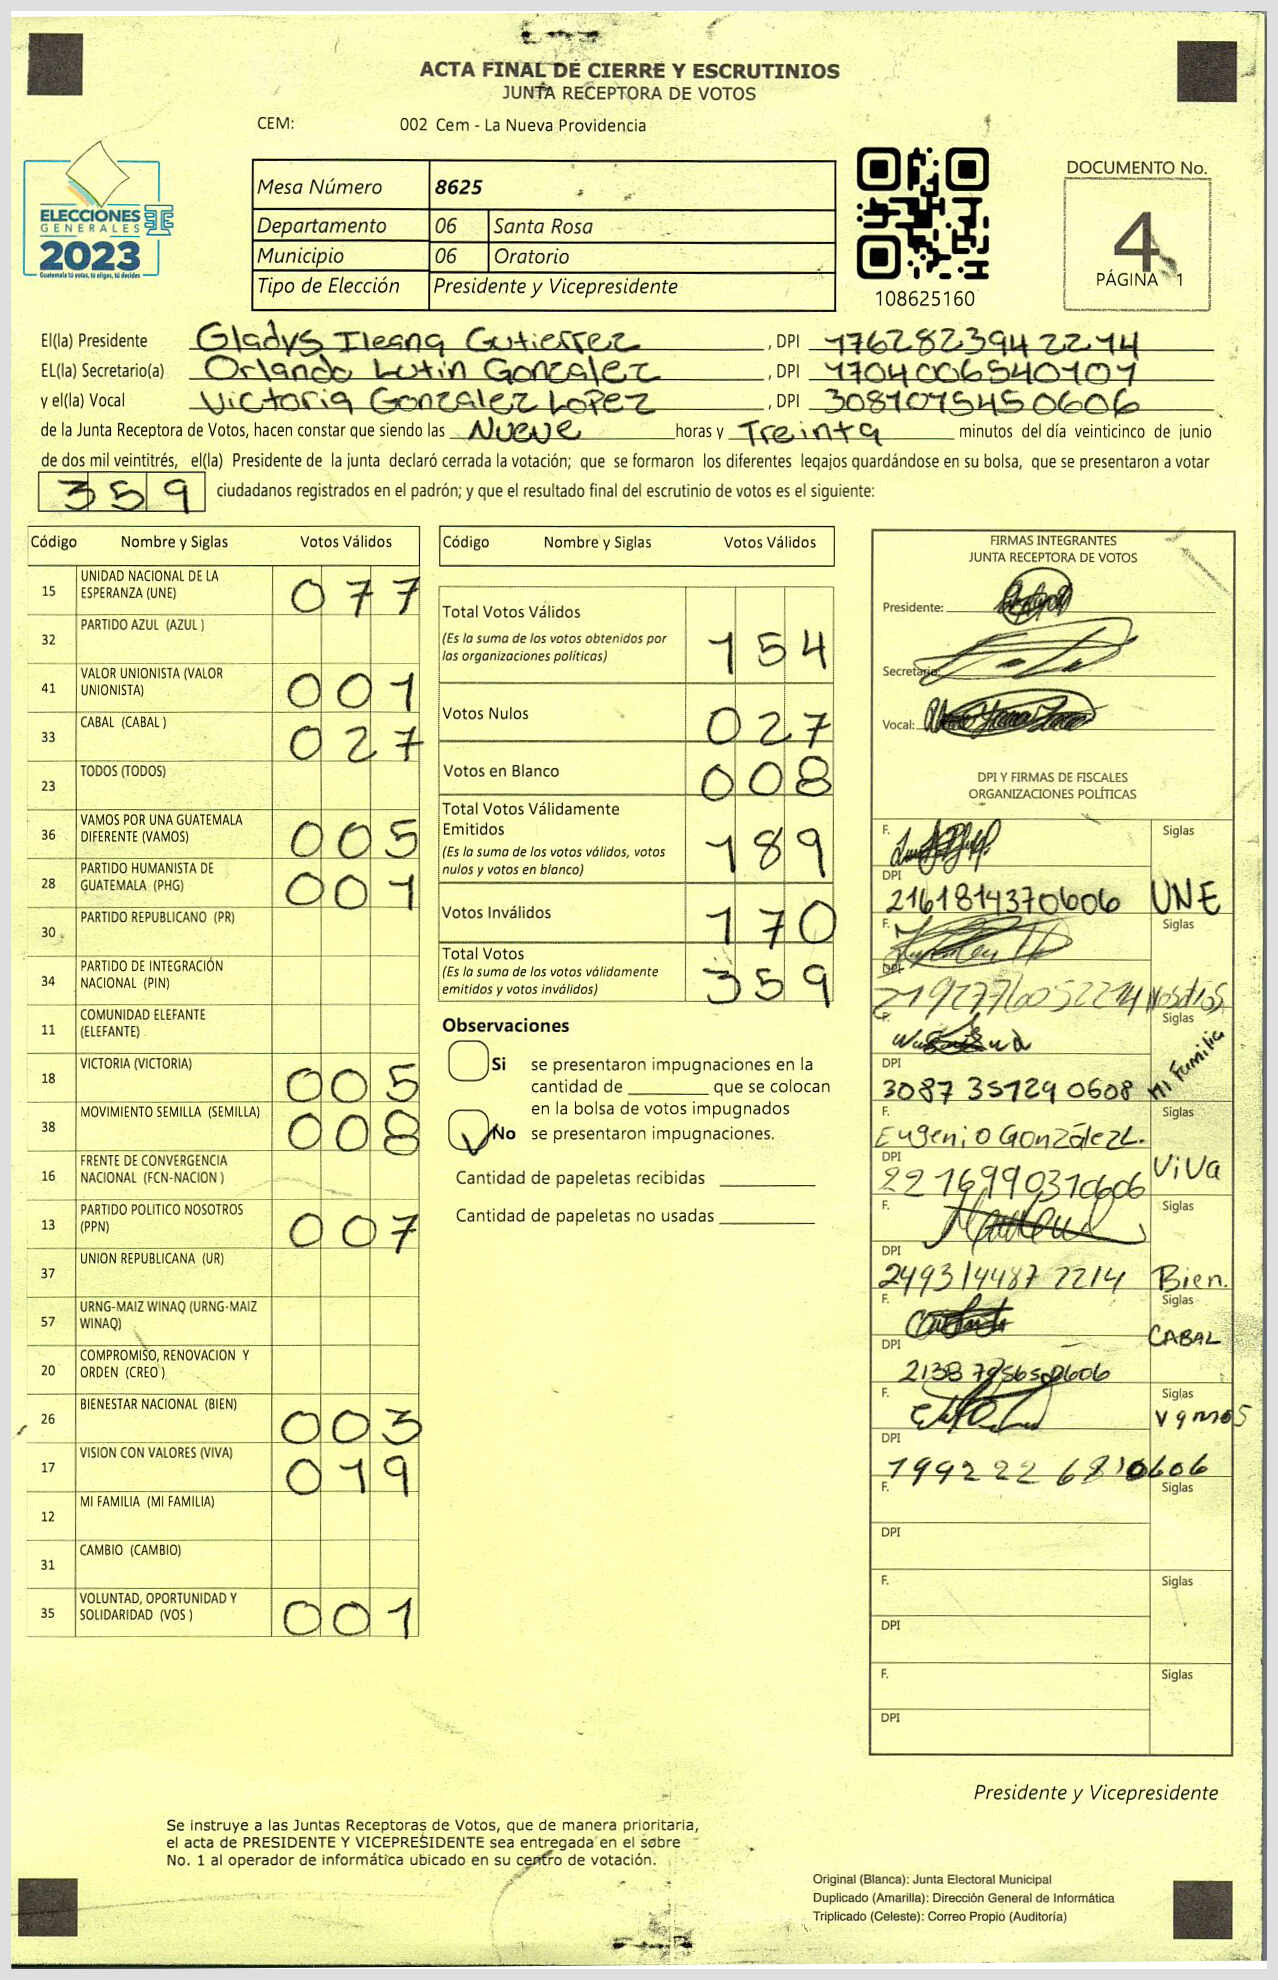 ACTA FINAL DE CIERRE Y ESCRUTINIOS
JUNTA RECEPTORA DE VOTOS
CEM: 002 Cem - La Nueva Providencia
ELECCIONES
GENERALES
2023
Guatemala tú votas, tú eliges, tú decides
Mesa Número 8625
Departamento 06 Santa Rosa
Municipio 06 Oratorio
Tipo de Elección Presidente y Vicepresidente
108625160
DOCUMENTO No.
4
PÁGINA 1
El(la) Presidente Gladys Ileana Gutierrez, DPI 1762823942214
EL(la) Secretario(a) Orlando Lutin Gonzalez, DPI 1704006540101
y el(la) Vocal Victoria Gonzalez Lopez, DPI 3087075450606
de la Junta Receptora de Votos, hacen constar que siendo las Nueve horas y Treinta minutos del día veinticinco de junio
de dos mil veintitrés, el(la) Presidente de la junta declaró cerrada la votación; que se formaron los diferentes legajos guardándose en su bolsa, que se presentaron a votar
359 ciudadanos registrados en el padrón; y que el resultado final del escrutinio de votos es el siguiente:
Código Nombre y Siglas Votos Válidos
15 UNIDAD NACIONAL DE LA ESPERANZA (UNE) 077
32 PARTIDO AZUL (AZUL )
41 VALOR UNIONISTA (VALOR UNIONISTA) 001
33 CABAL (CABAL ) 027
23 TODOS (TODOS)
36 VAMOS POR UNA GUATEMALA DIFERENTE (VAMOS) 005
28 PARTIDO HUMANISTA DE GUATEMALA (PHG) 001
30 PARTIDO REPUBLICANO (PR)
34 PARTIDO DE INTEGRACIÓN NACIONAL (PIN)
11 COMUNIDAD ELEFANTE (ELEFANTE)
18 VICTORIA (VICTORIA) 005
38 MOVIMIENTO SEMILLA (SEMILLA) 008
16 FRENTE DE CONVERGENCIA NACIONAL (FCN-NACION )
13 PARTIDO POLITICO NOSOTROS (PPN) 007
37 UNION REPUBLICANA (UR)
57 URNG-MAIZ WINAQ (URNG-MAIZ WINAQ)
20 COMPROMISO, RENOVACION Y ORDEN (CREO )
26 BIENESTAR NACIONAL (BIEN) 003
17 VISION CON VALORES (VIVA) 019
12 MI FAMILIA (MI FAMILIA)
31 CAMBIO (CAMBIO)
35 VOLUNTAD, OPORTUNIDAD Y SOLIDARIDAD (VOS ) 001
Código Nombre y Siglas Votos Válidos
Total Votos Válidos 154
(Es la suma de los votos obtenidos por
las organizaciones políticas)
Votos Nulos 027
Votos en Blanco 008
Total Votos Válidamente
Emitidos 189
(Es la suma de los votos válidos, votos
nulos y votos en blanco)
Votos Inválidos 170
Total Votos 359
(Es la suma de los votos válidamente
emitidos y votos inválidos)
Observaciones
Si se presentaron impugnaciones en la
cantidad de ________ que se colocan
en la bolsa de votos impugnados
No se presentaron impugnaciones.
Cantidad de papeletas recibidas
Cantidad de papeletas no usadas
FIRMAS INTEGRANTES
JUNTA RECEPTORA DE VOTOS
Presidente:
Secretario:
Vocal:
DPI Y FIRMAS DE FISCALES
ORGANIZACIONES POLÍTICAS
F. Siglas
DPI
2161814370606 UNE
F. Siglas
DPI
2192776052214 Nosotros
F. Siglas
DPI
3087 35129 0608 Mi Familia
F. Siglas
Eugenio González L.
DPI
2216990310606 ViVa
F. Siglas
DPI
2493144872214 Bien.
F. Siglas
CABAL
DPI
F. Siglas
Vamos
DPI
F. Siglas
DPI
F. Siglas
DPI
F. Siglas
DPI
Presidente y Vicepresidente
Se instruye a las Juntas Receptoras de Votos, que de manera prioritaria,
el acta de PRESIDENTE Y VICEPRESIDENTE sea entregada en el sobre
No. 1 al operador de informática ubicado en su centro de votación.
Original (Blanca): Junta Electoral Municipal
Duplicado (Amarilla): Dirección General de Informática
Triplicado (Celeste): Correo Propio (Auditoría)